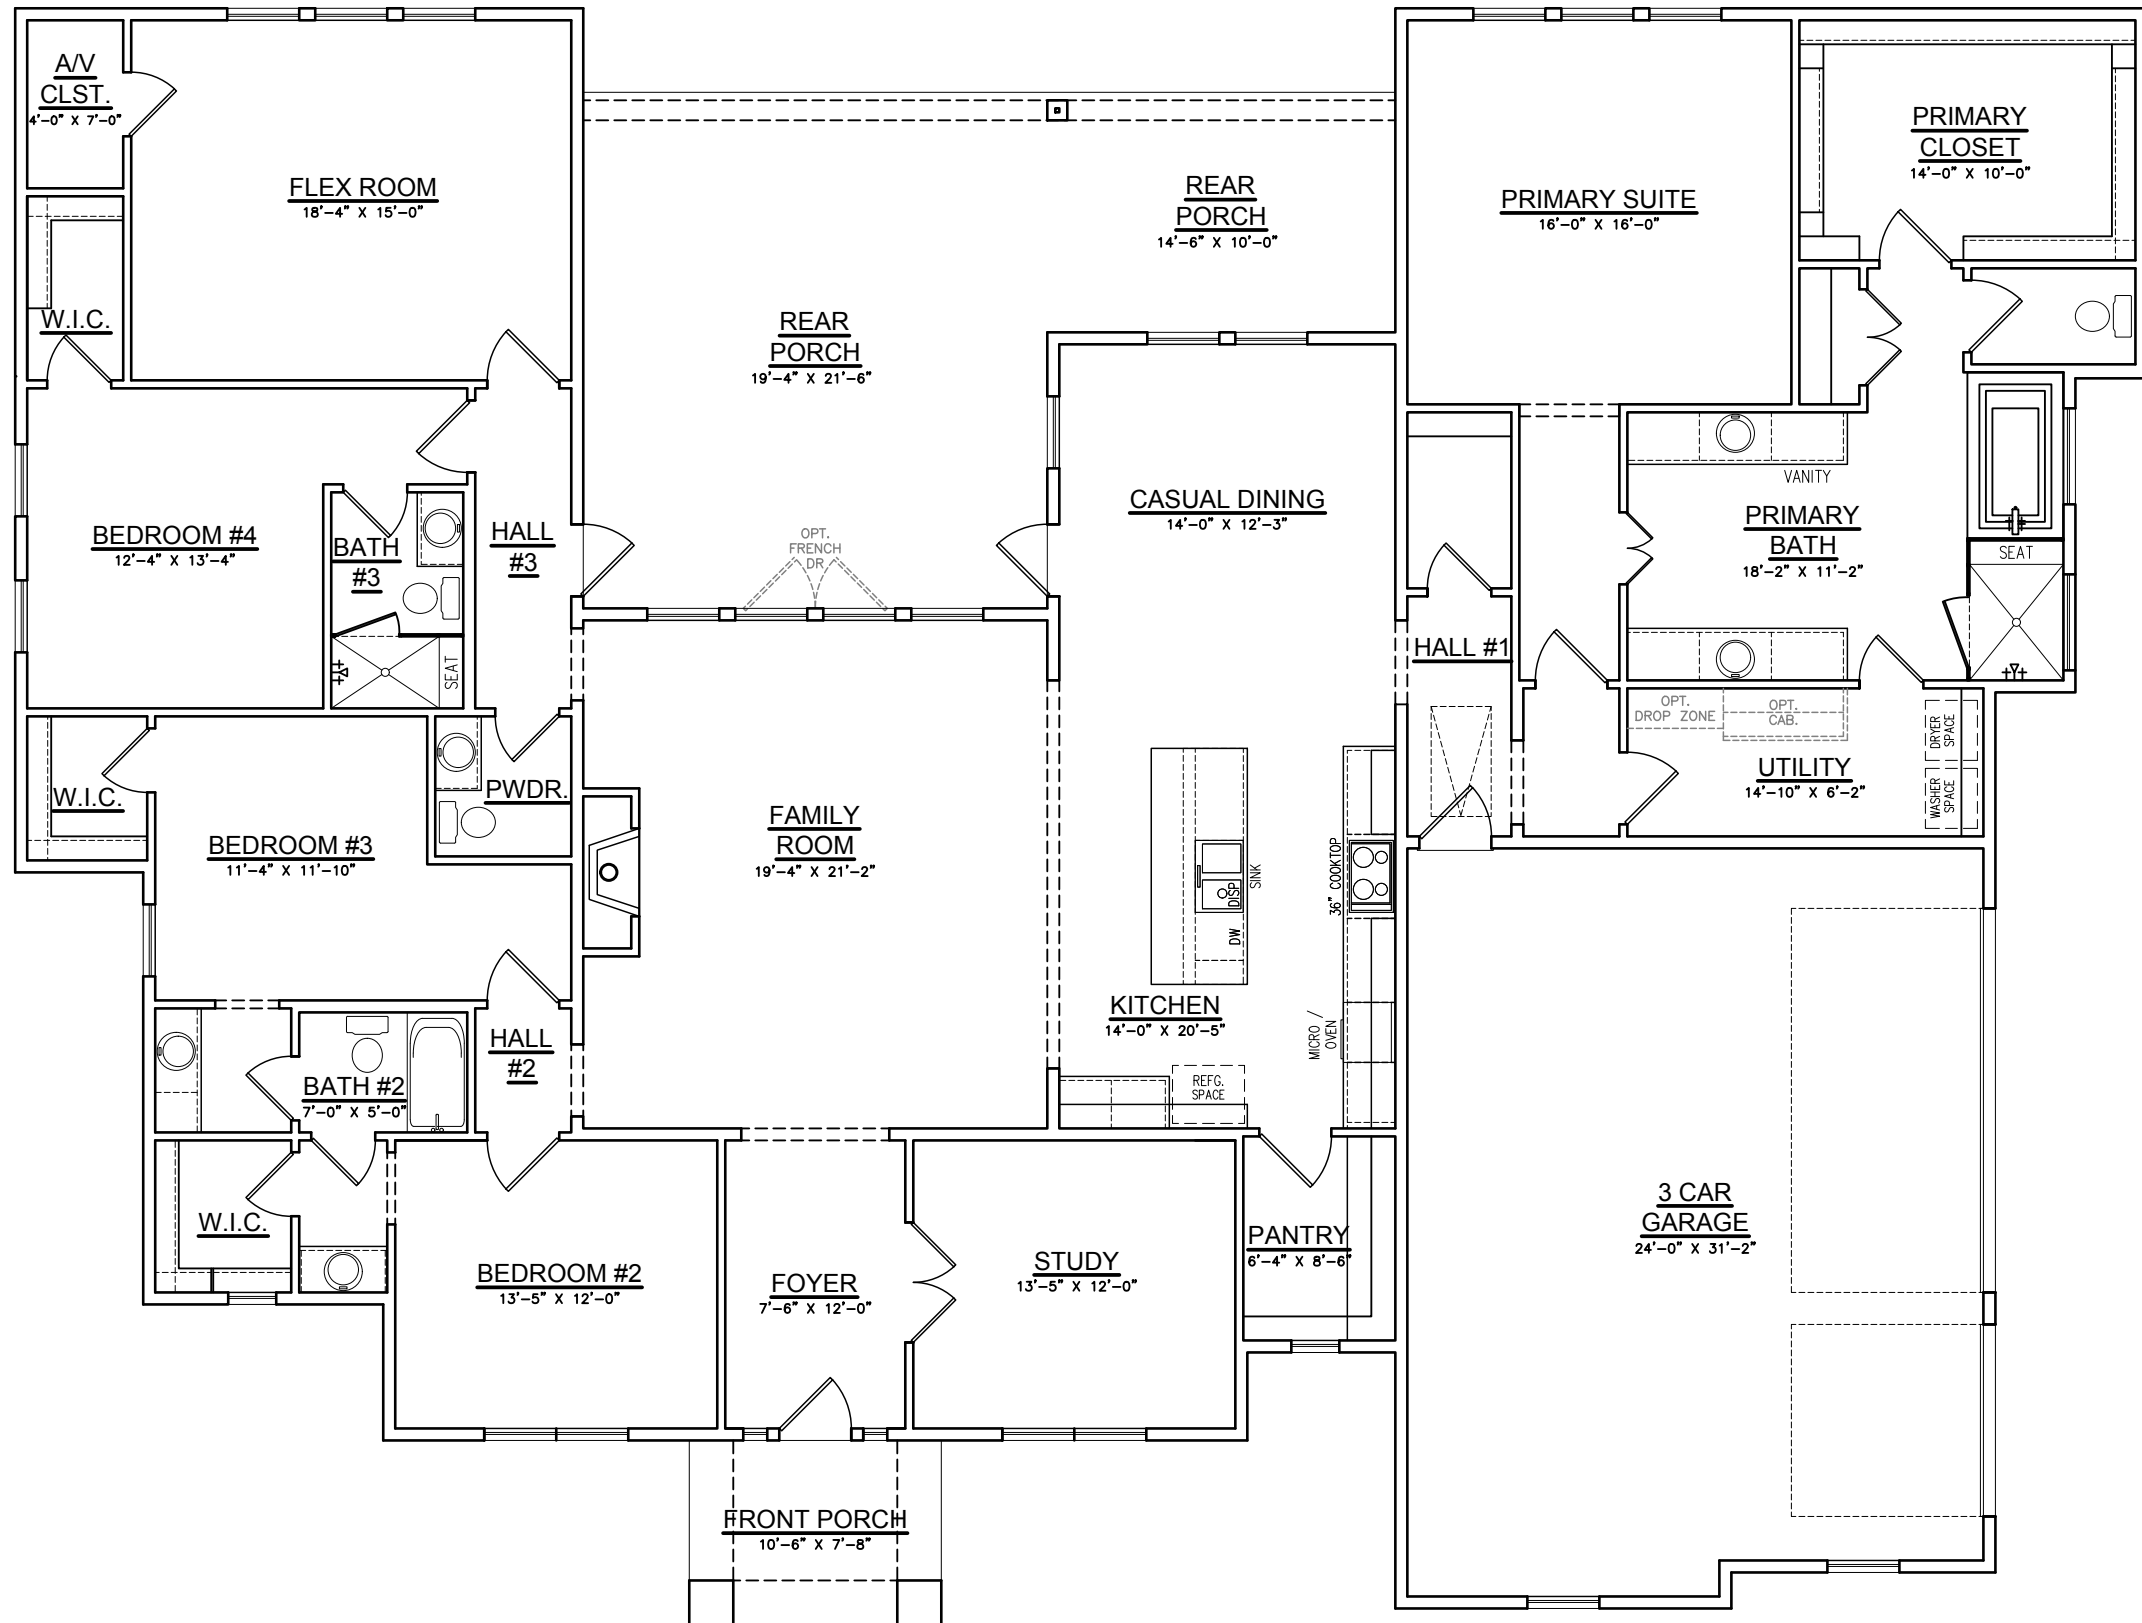 A/V
CLST.
4'-0" X 7'-0"
FLEX ROOM
18'-4" X 15'-0"
REAR
PORCH
14'-6" X 10'-0"
PRIMARY SUITE
16'-0" X 16'-0"
PRIMARY
CLOSET
14'-0" X 10'-0"
W.I.C.
REAR
PORCH
19'-4" X 21'-6"
BEDROOM #4
12'-4" X 13'-4"
BATH
#3
SEAT
HALL
#3
OPT.
FRENCH
DR
CASUAL DINING
14'-0" X 12'-3"
VANITY
PRIMARY
BATH
18'-2" X 11'-2"
SEAT
HALL #1
OPT.
DROP ZONE
OPT.
CAB.
DRYER
SPACE
WASHER
SPACE
UTILITY
14'-10" X 6'-2"
W.I.C.
PWDR.
BEDROOM #3
11'-4" X 11'-10"
FAMILY
ROOM
19'-4" X 21'-2"
SINK
DISP
DW
36" COOKTOP
KITCHEN
14'-0" X 20'-5"
MICRO /
OVEN
REFG.
SPACE
HALL
#2
BATH #2
7'-0" X 5'-0"
W.I.C.
BEDROOM #2
13'-5" X 12'-0"
FOYER
7'-6" X 12'-0"
STUDY
13'-5" X 12'-0"
PANTRY
6'-4" X 8'-6"
3 CAR
GARAGE
24'-0" X 31'-2"
FRONT PORCH
10'-6" X 7'-8"